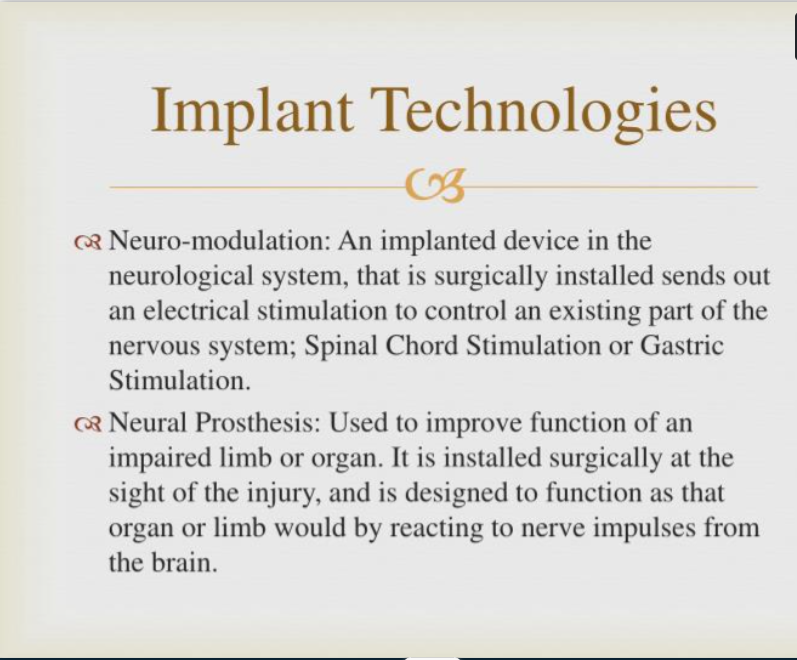 Implant Technologies
Neuro-modulation: An implanted device in the
neurological system, that is surgically installed sends out
an electrical stimulation to control an existing part of the
nervous system; Spinal Chord Stimulation or Gastric
Stimulation.
Neural Prosthesis: Used to improve function of an
impaired limb or organ. It is installed surgically at the
sight of the injury, and is designed to function as that
organ or limb would by reacting to nerve impulses from
the brain.